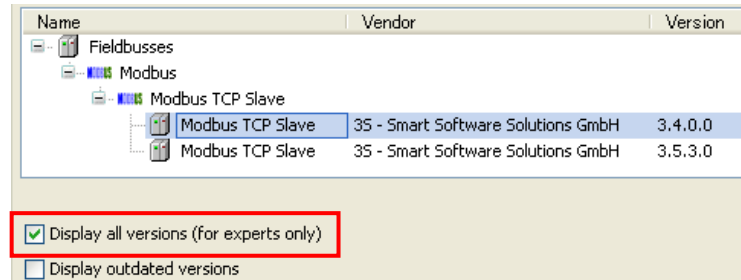 Name Vendor Version
Fieldbusses
MODBUS Modbus
MODBUS Modbus TCP Slave
Modbus TCP Slave 3S - Smart Software Solutions GmbH 3.4.0.0
Modbus TCP Slave 3S - Smart Software Solutions GmbH 3.5.3.0
Display all versions (for experts only)
Display outdated versions